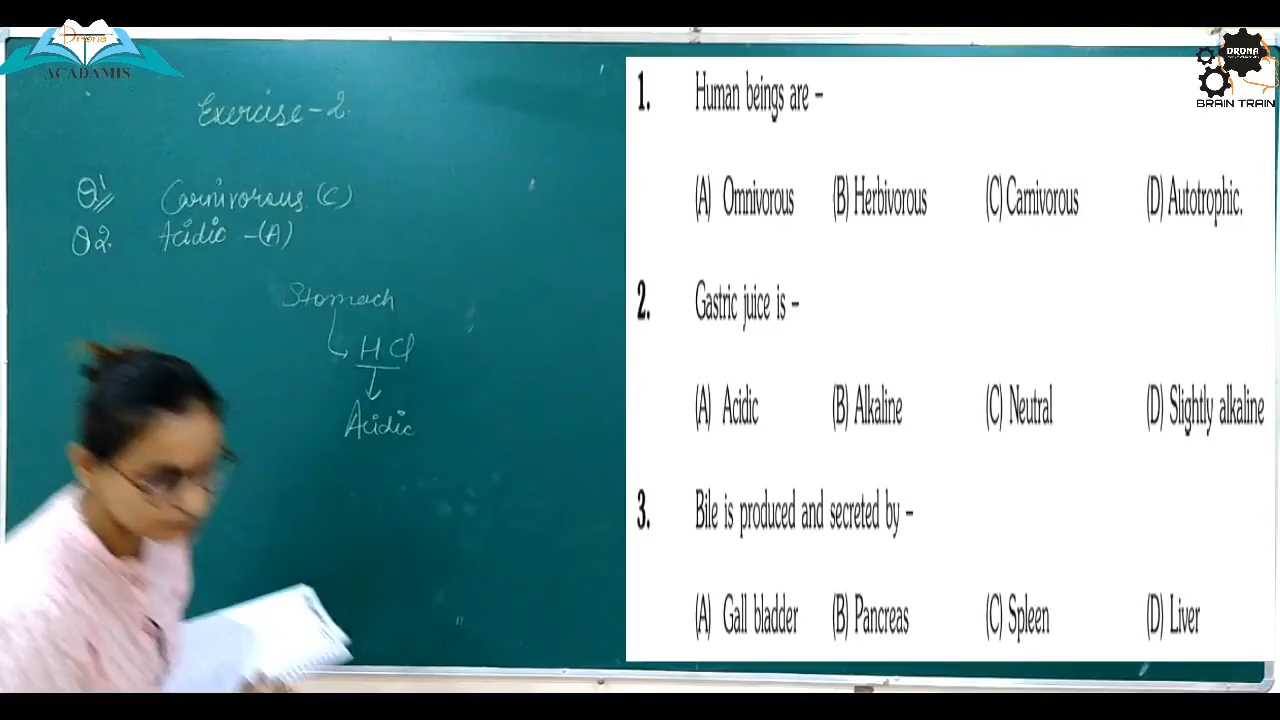 Drona
ACADAMIS
Exercise - 2.
Q1 Carnivorous (C)
Q2. Acidic - (A)
Stomach
HCl
Acidic
DRONA
BRAIN TRAIN
1. Human beings are –
(A) Omnivorous (B) Herbivorous (C) Carnivorous (D) Autotrophic.
2. Gastric juice is –
(A) Acidic (B) Alkaline (C) Neutral (D) Slightly alkaline
3. Bile is produced and secreted by –
(A) Gall bladder (B) Pancreas (C) Spleen (D) Liver